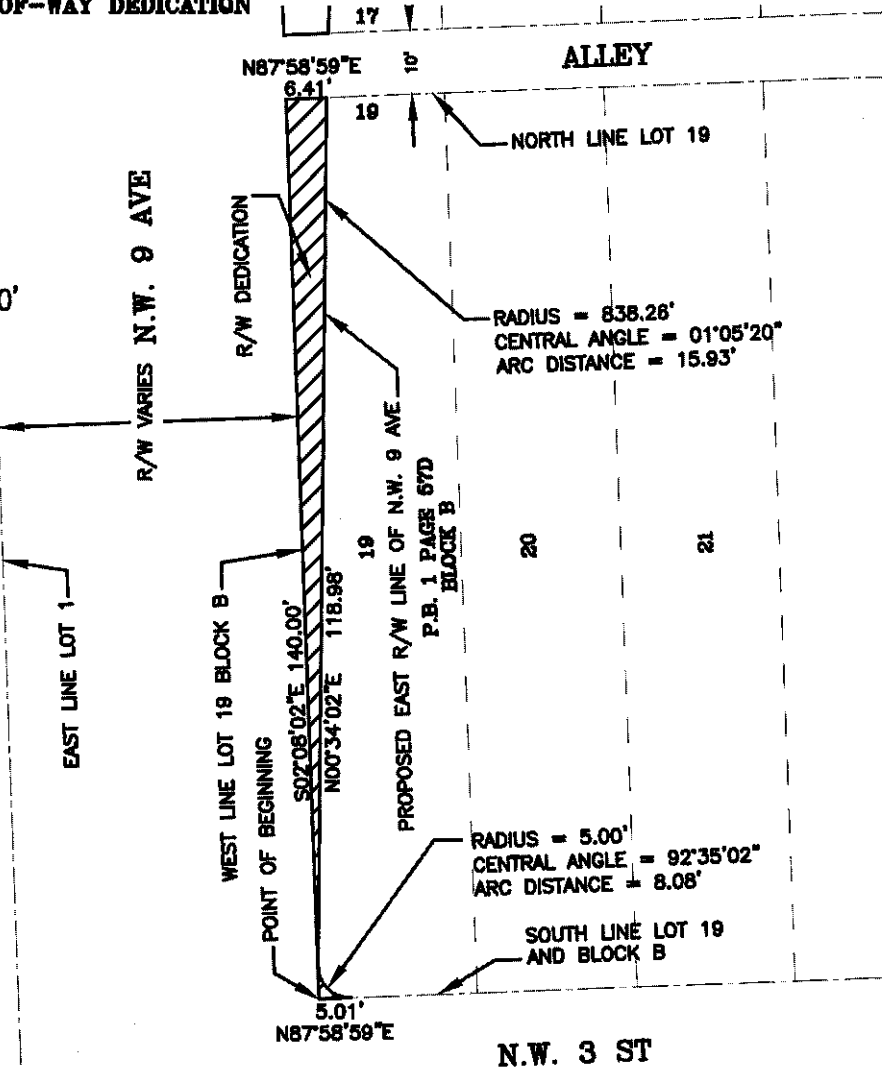 OF-WAY DEDICATION
17
N87°58'59"E
6.41'
10'
ALLEY
19
NORTH LINE LOT 19
R/W VARIES N.W. 9 AVE
R/W DEDICATION
0'
RADIUS = 838.26'
CENTRAL ANGLE = 01°05'20"
ARC DISTANCE = 15.93'
EAST LINE LOT 1
WEST LINE LOT 19 BLOCK B
POINT OF BEGINNING
S02°08'02"E 140.00'
N00°34'02"E 118.98'
19
PROPOSED EAST R/W LINE OF N.W. 9 AVE
P.B. 1 PAGE 57D
BLOCK B
20
21
RADIUS = 5.00'
CENTRAL ANGLE = 92°35'02"
ARC DISTANCE = 8.08'
SOUTH LINE LOT 19
AND BLOCK B
5.01'
N87°58'59"E
N.W. 3 ST